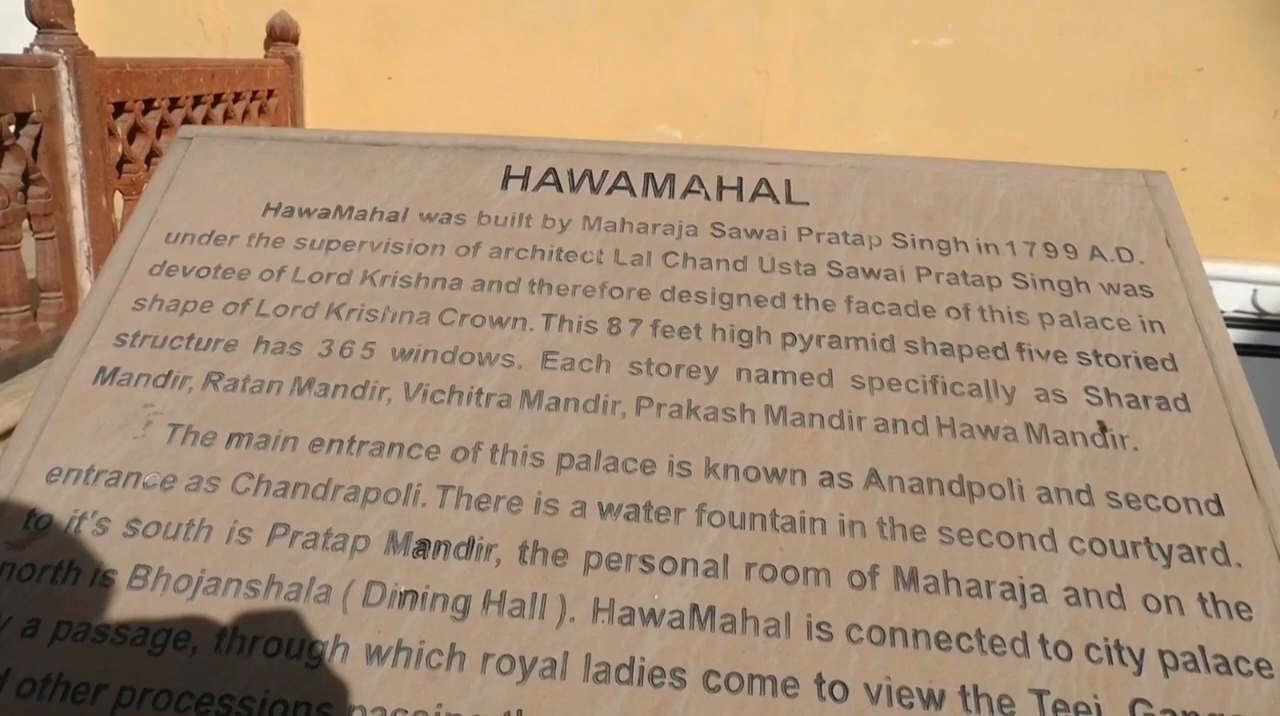 HAWAMAHAL
HawaMahal was built by Maharaja Sawai Pratap Singh in 1799 A.D.
under the supervision of architect Lal Chand Usta Sawai Pratap Singh was
devotee of Lord Krishna and therefore designed the facade of this palace in
shape of Lord Krishna Crown. This 87 feet high pyramid shaped five storied
structure has 365 windows. Each storey named specifically as Sharad
Mandir, Ratan Mandir, Vichitra Mandir, Prakash Mandir and Hawa Mandir.
The main entrance of this palace is known as Anandpoli and second
entrance as Chandrapoli. There is a water fountain in the second courtyard.
to it's south is Pratap Mandir, the personal room of Maharaja and on the
north is Bhojanshala ( Dining Hall ). HawaMahal is connected to city palace
a passage, through which royal ladies come to view the Teej,
other processions